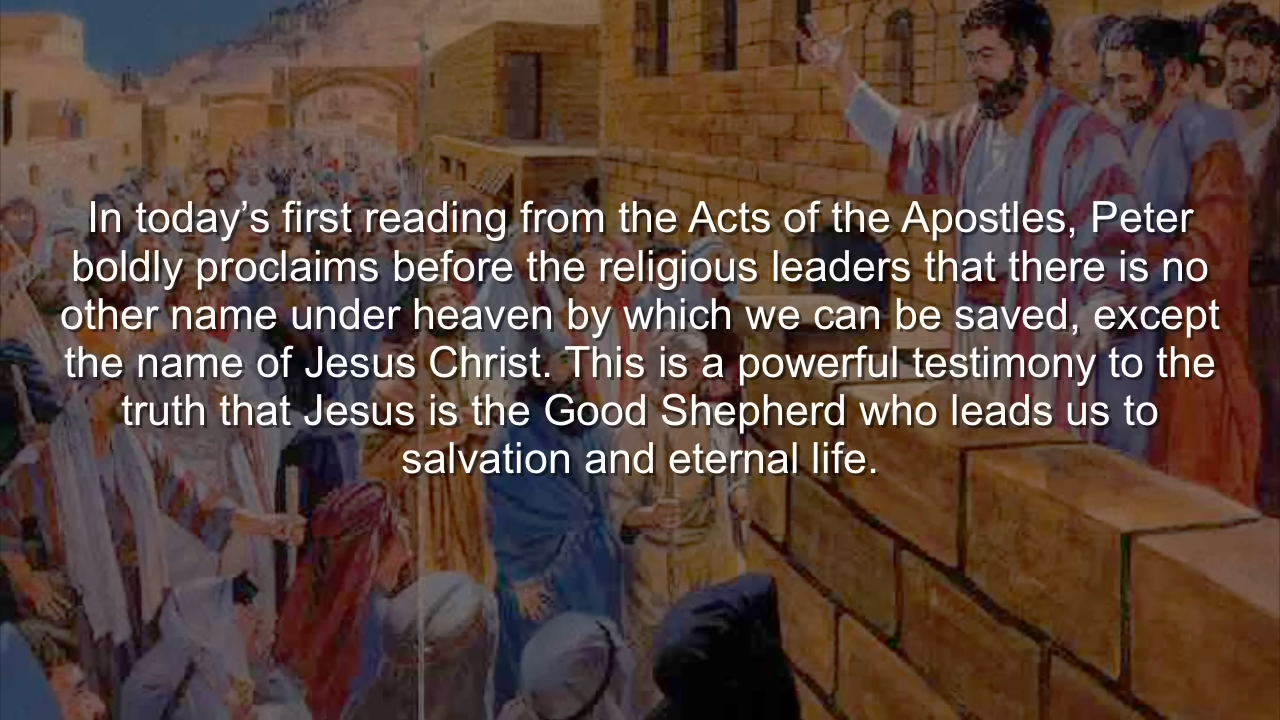 In today’s first reading from the Acts of the Apostles, Peter
boldly proclaims before the religious leaders that there is no
other name under heaven by which we can be saved, except
the name of Jesus Christ. This is a powerful testimony to the
truth that Jesus is the Good Shepherd who leads us to
salvation and eternal life.